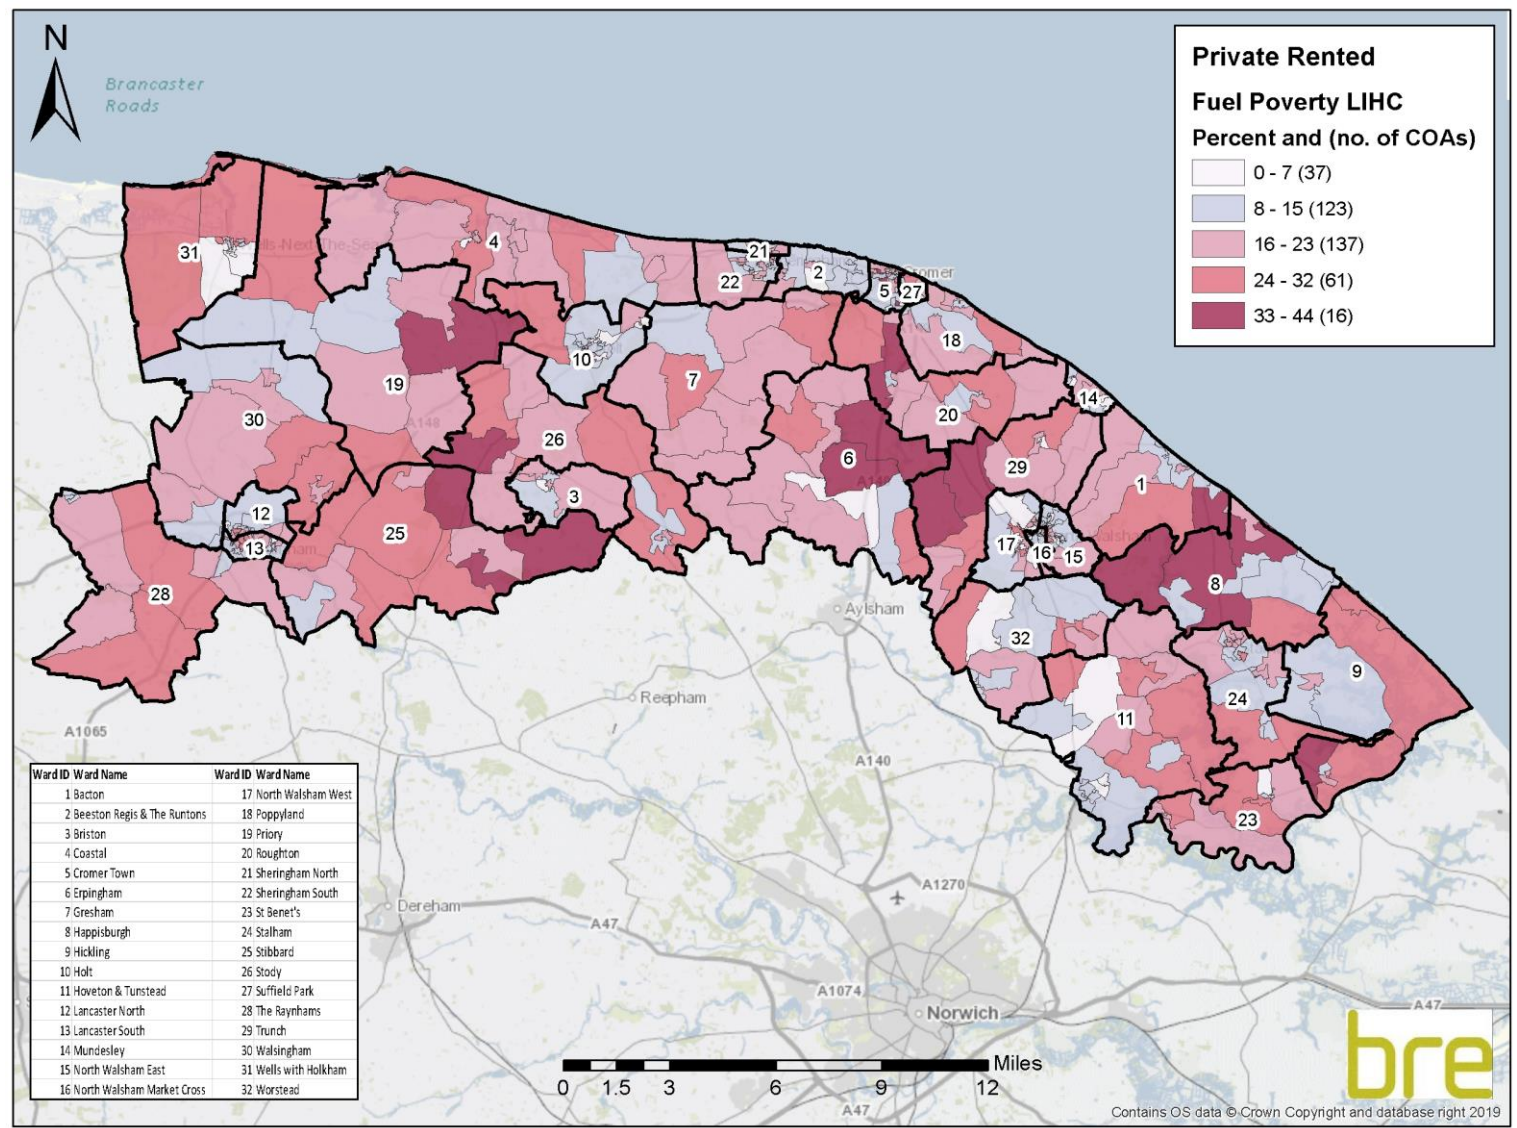 N
Brancaster
Roads
Private Rented
Fuel Poverty LIHC
Percent and (no. of COAs)
0 - 7 (37)
8 - 15 (123)
16 - 23 (137)
24 - 32 (61)
33 - 44 (16)
31
4
21
22
2
Cromer
5
27
18
10
19
7
14
20
30
A148
26
6
29
3
1
12
25
13
17
16
15
28
8
Aylsham
32
9
Reepham
24
11
A1065
A140
23
Ward ID Ward Name Ward ID Ward Name
1 Bacton 17 North Walsham West
2 Beeston Regis & The Runtons 18 Poppyland
3 Briston 19 Priory
4 Coastal 20 Roughton
5 Cromer Town 21 Sheringham North
6 Erpingham 22 Sheringham South
7 Gresham 23 St Benet's
8 Happisburgh 24 Stalham
9 Hickling 25 Stibbard
10 Holt 26 Stody
11 Hoveton & Tunstead 27 Suffield Park
12 Lancaster North 28 The Raynhams
13 Lancaster South 29 Trunch
14 Mundesley 30 Walsingham
15 North Walsham East 31 Wells with Holkham
16 North Walsham Market Cross 32 Worstead
A1270
Dereham
A47
A1074
Norwich
A47
Miles
0 1.5 3 6 9 12
A47
bre
Contains OS data © Crown Copyright and database right 2019